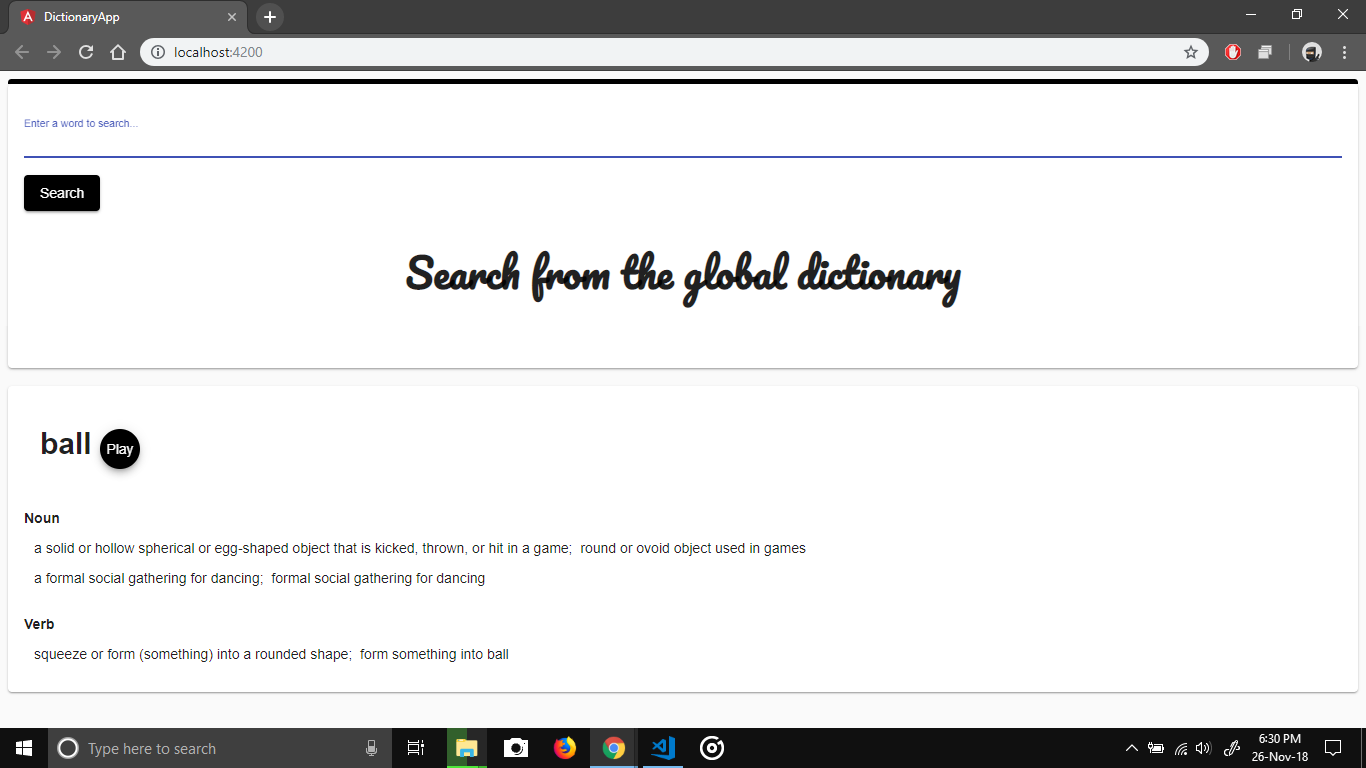 DictionaryApp
localhost:4200
Enter a word to search...
Search
Search from the global dictionary
ball Play
Noun
a solid or hollow spherical or egg-shaped object that is kicked, thrown, or hit in a game;  round or ovoid object used in games
a formal social gathering for dancing;  formal social gathering for dancing
Verb
squeeze or form (something) into a rounded shape;  form something into ball
Type here to search
6:30 PM
26-Nov-18